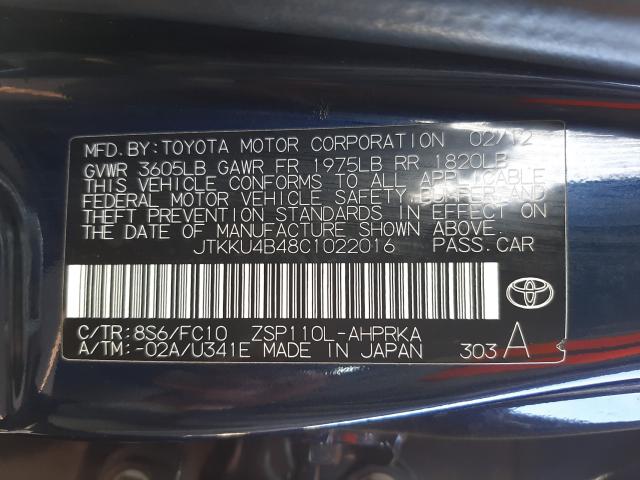 MFD. BY: TOYOTA MOTOR CORPORATION 02/12
GVWR 3605LB GAWR FR 1975LB RR 1820LB
THIS VEHICLE CONFORMS TO ALL APPLICABLE
FEDERAL MOTOR VEHICLE SAFETY, BUMPER AND
THEFT PREVENTION STANDARDS IN EFFECT ON THE
DATE OF MANUFACTURE SHOWN ABOVE.
JTKKU4B48C1022016 PASS. CAR
C/TR: 8S6/FC10 ZSP110L-AHPRKA
A/TM: -02A/U341E MADE IN JAPAN 303 A